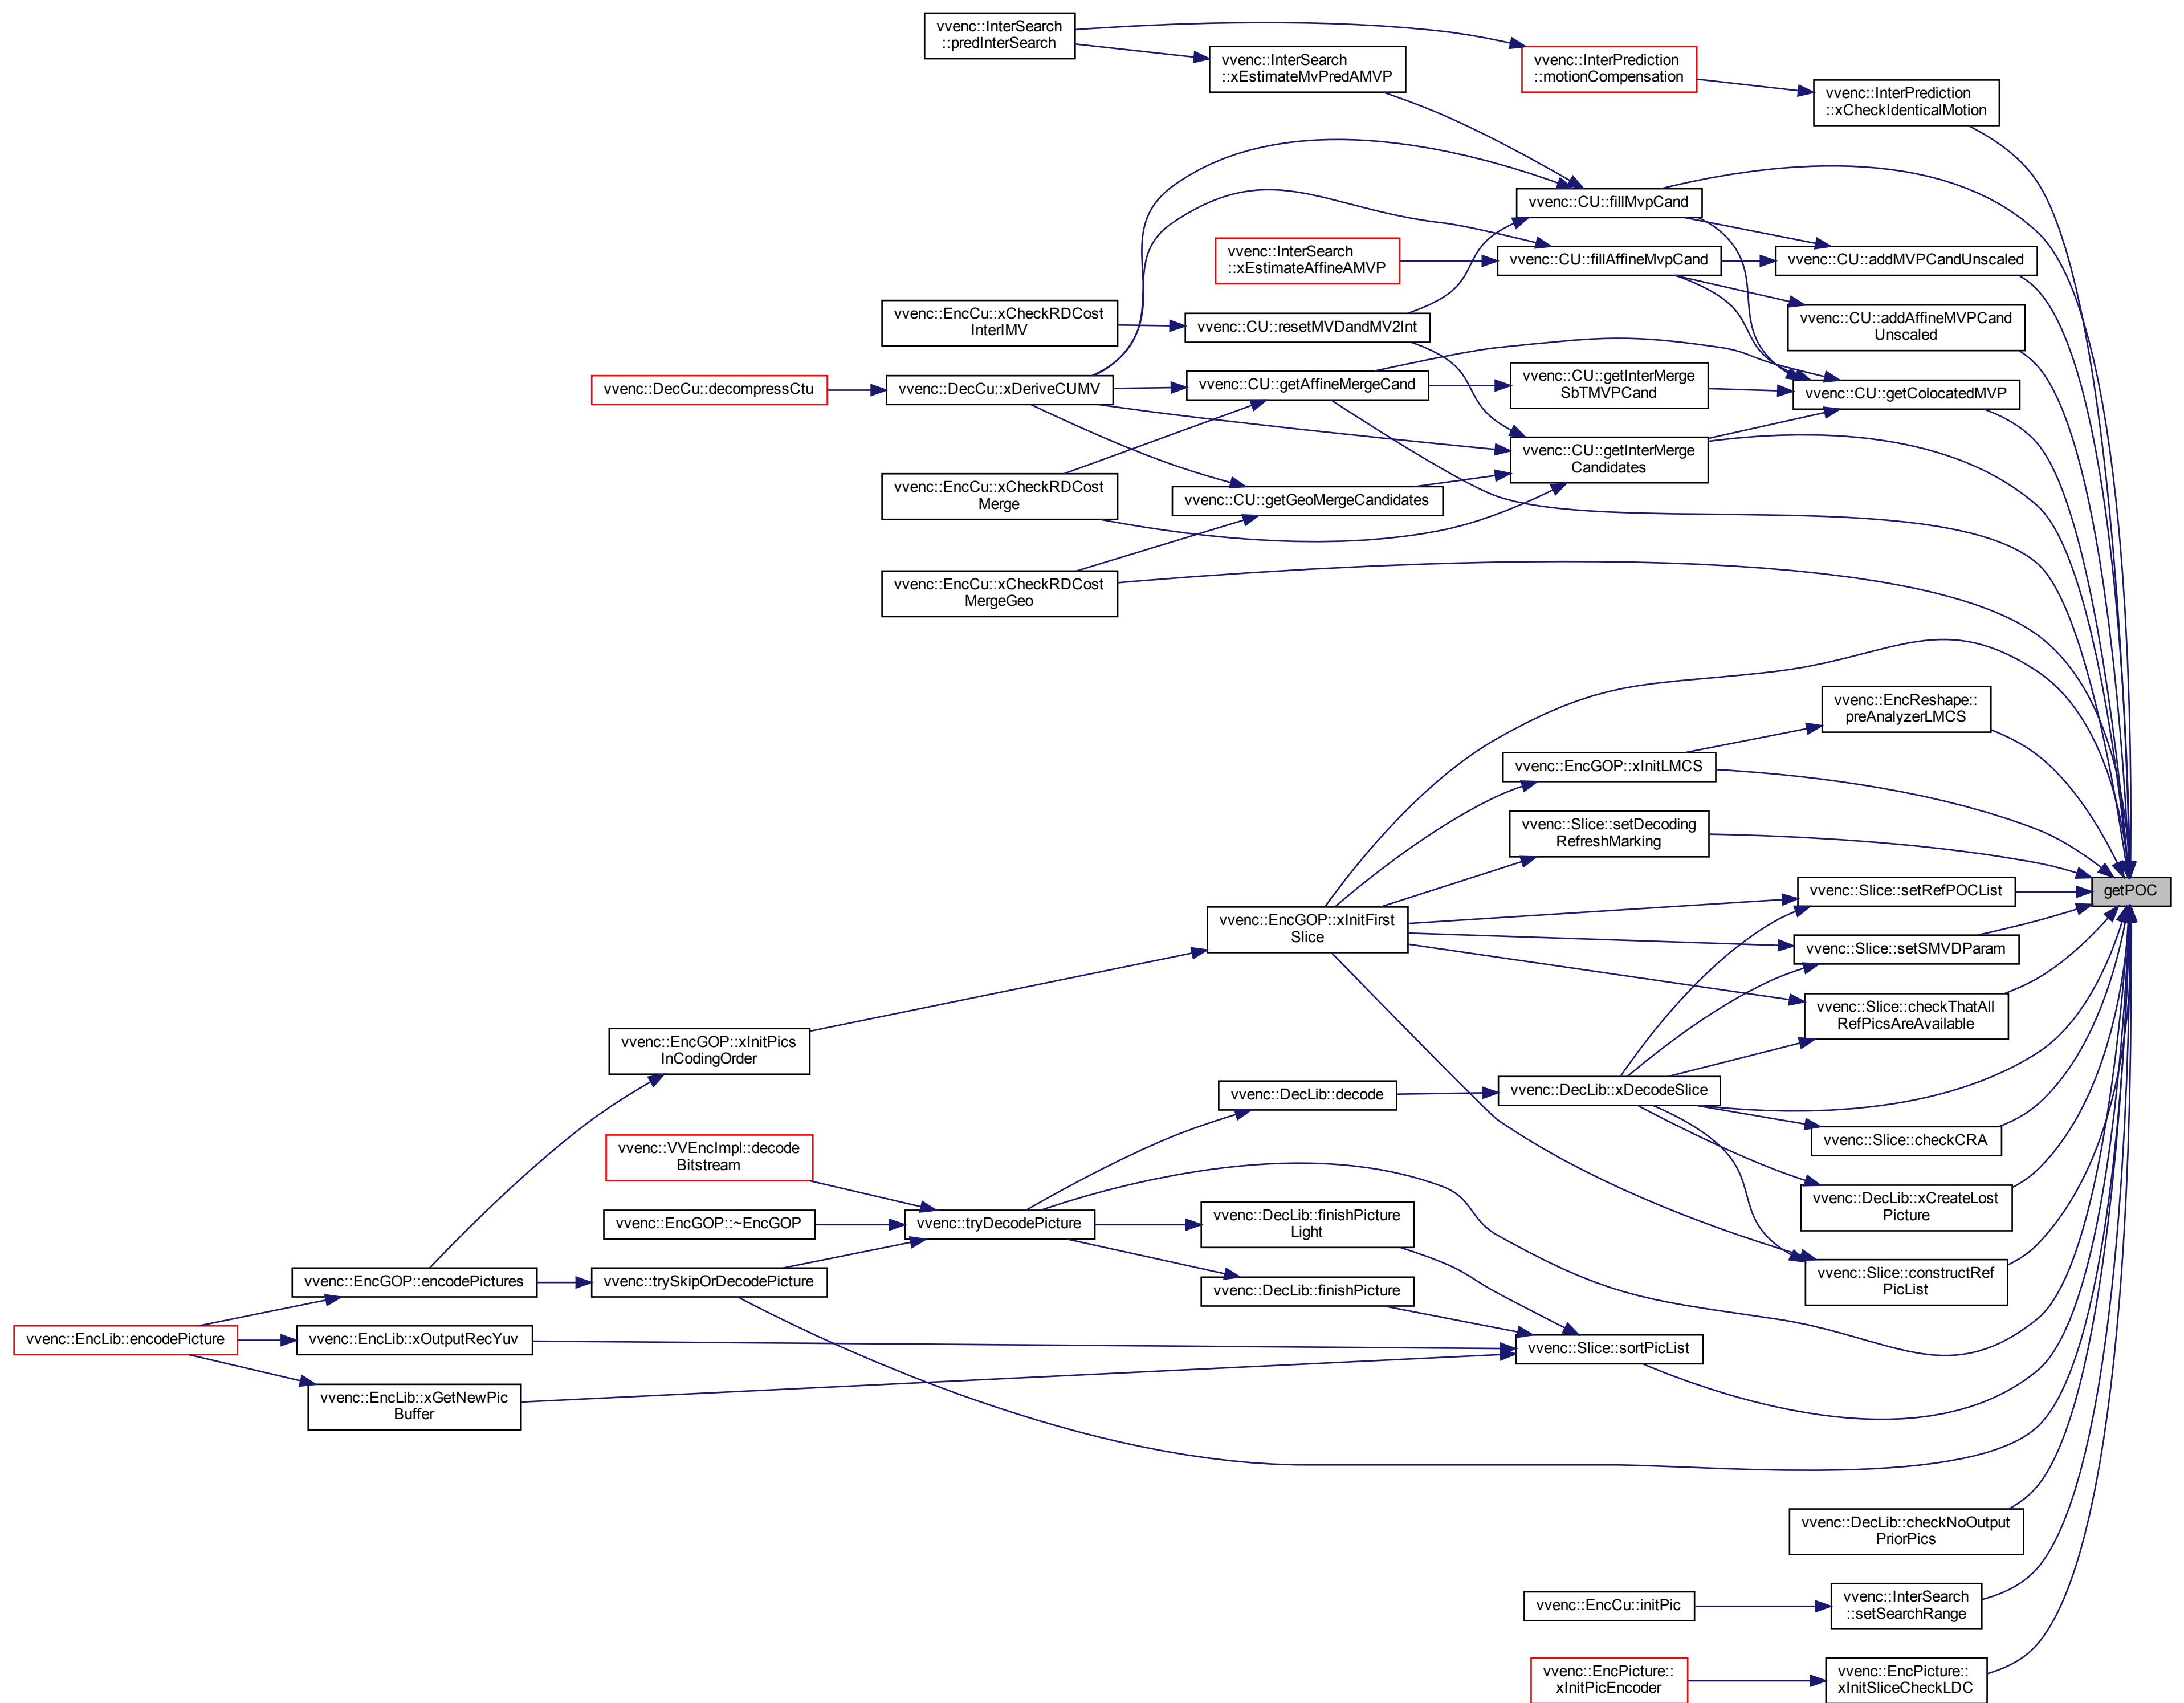 vvenc::InterSearch
::predInterSearch
vvenc::InterSearch
::xEstimateMvPredAMVP
vvenc::InterPrediction
::motionCompensation
vvenc::InterPrediction
::xCheckIdenticalMotion
vvenc::CU::fillMvpCand
vvenc::InterSearch
::xEstimateAffineAMVP
vvenc::CU::fillAffineMvpCand
vvenc::CU::addMVPCandUnscaled
vvenc::EncCu::xCheckRDCost
InterIMV
vvenc::CU::resetMVDandMV2Int
vvenc::CU::addAffineMVPCand
Unscaled
vvenc::DecCu::decompressCtu
vvenc::DecCu::xDeriveCUMV
vvenc::CU::getAffineMergeCand
vvenc::CU::getInterMerge
SbTMVPCand
vvenc::CU::getColocatedMVP
vvenc::EncCu::xCheckRDCost
Merge
vvenc::CU::getGeoMergeCandidates
vvenc::CU::getInterMerge
Candidates
vvenc::EncCu::xCheckRDCost
MergeGeo
vvenc::EncReshape::
preAnalyzerLMCS
vvenc::EncGOP::xInitLMCS
vvenc::Slice::setDecoding
RefreshMarking
getPOC
vvenc::Slice::setRefPOCList
vvenc::EncGOP::xInitFirst
Slice
vvenc::Slice::setSMVDParam
vvenc::Slice::checkThatAll
RefPicsAreAvailable
vvenc::EncGOP::xInitPics
InCodingOrder
vvenc::DecLib::decode
vvenc::DecLib::xDecodeSlice
vvenc::Slice::checkCRA
vvenc::VVEncImpl::decode
Bitstream
vvenc::DecLib::xCreateLost
Picture
vvenc::EncGOP::~EncGOP
vvenc::tryDecodePicture
vvenc::DecLib::finishPicture
Light
vvenc::EncGOP::encodePictures
vvenc::trySkipOrDecodePicture
vvenc::DecLib::finishPicture
vvenc::Slice::constructRef
PicList
vvenc::EncLib::encodePicture
vvenc::EncLib::xOutputRecYuv
vvenc::Slice::sortPicList
vvenc::EncLib::xGetNewPic
Buffer
vvenc::DecLib::checkNoOutput
PriorPics
vvenc::EncCu::initPic
vvenc::InterSearch
::setSearchRange
vvenc::EncPicture::
xInitPicEncoder
vvenc::EncPicture::
xInitSliceCheckLDC